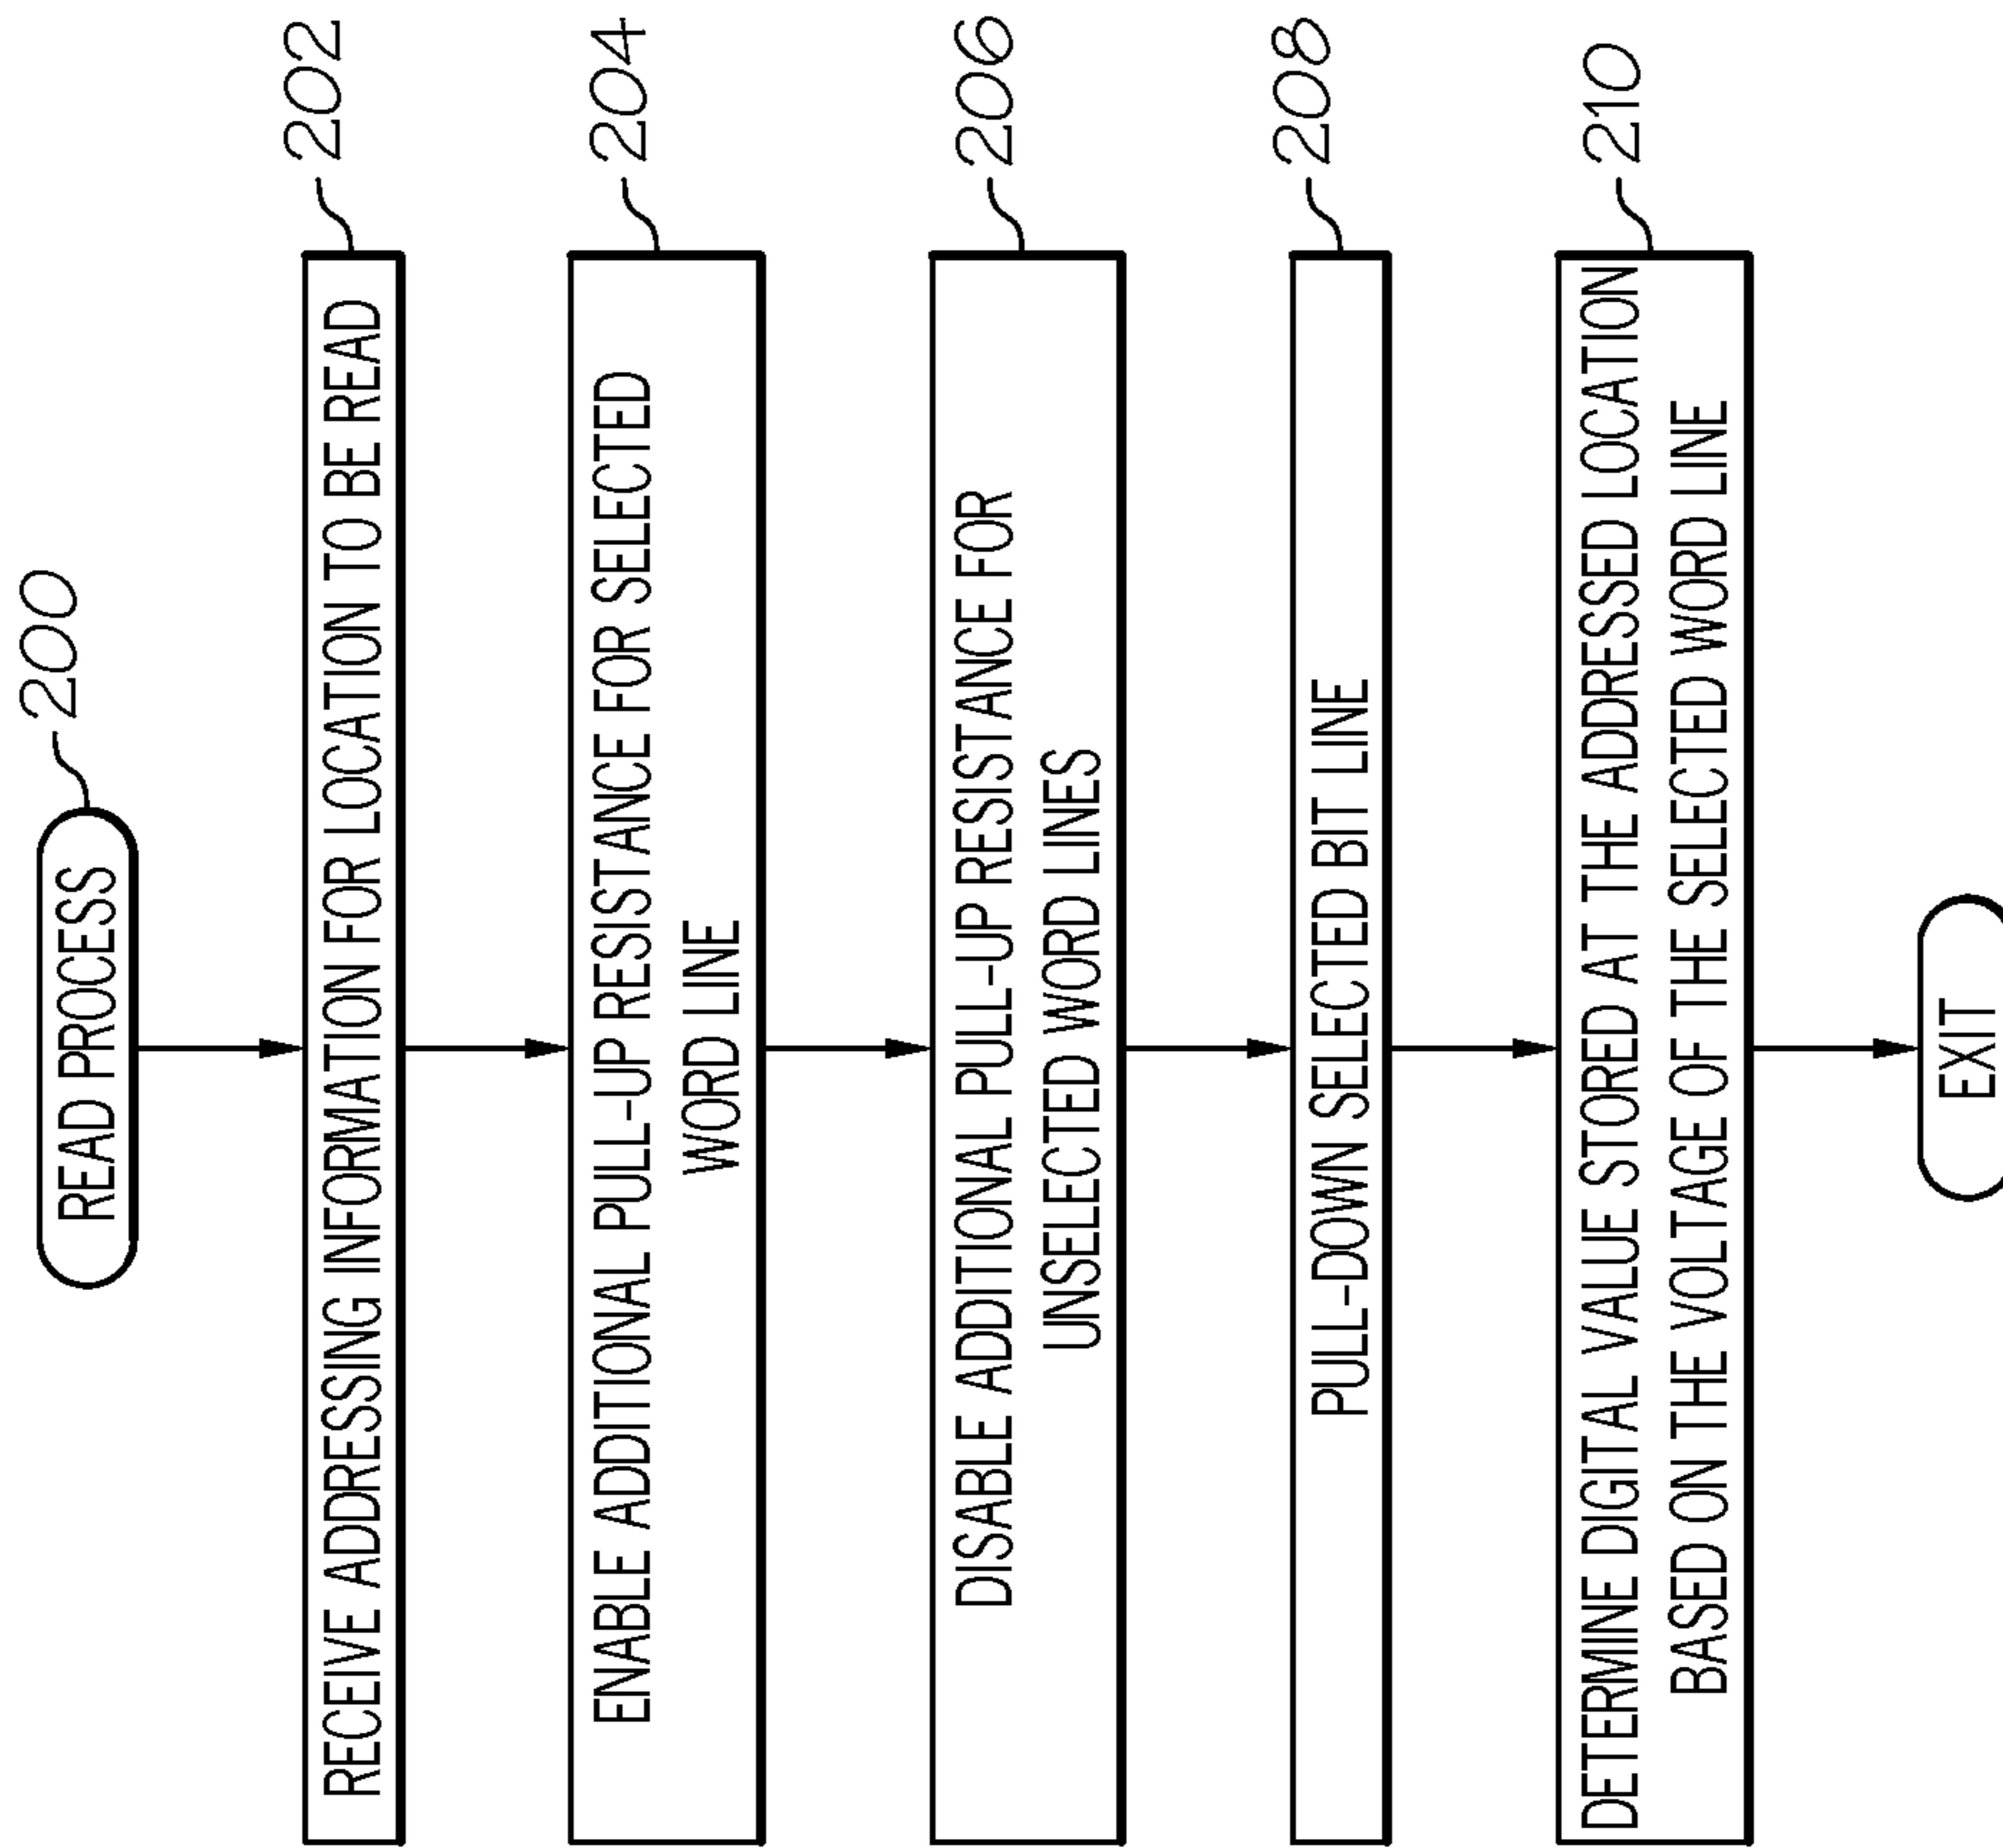 READ PROCESS
200
RECEIVE ADDRESSING INFORMATION FOR LOCATION TO BE READ
202
ENABLE ADDITIONAL PULL-UP RESISTANCE FOR SELECTED
WORD LINE
204
DISABLE ADDITIONAL PULL-UP RESISTANCE FOR
UNSELECTED WORD LINES
206
PULL-DOWN SELECTED BIT LINE
208
DETERMINE DIGITAL VALUE STORED AT THE ADDRESSED LOCATION
BASED ON THE VOLTAGE OF THE SELECTED WORD LINE
210
EXIT